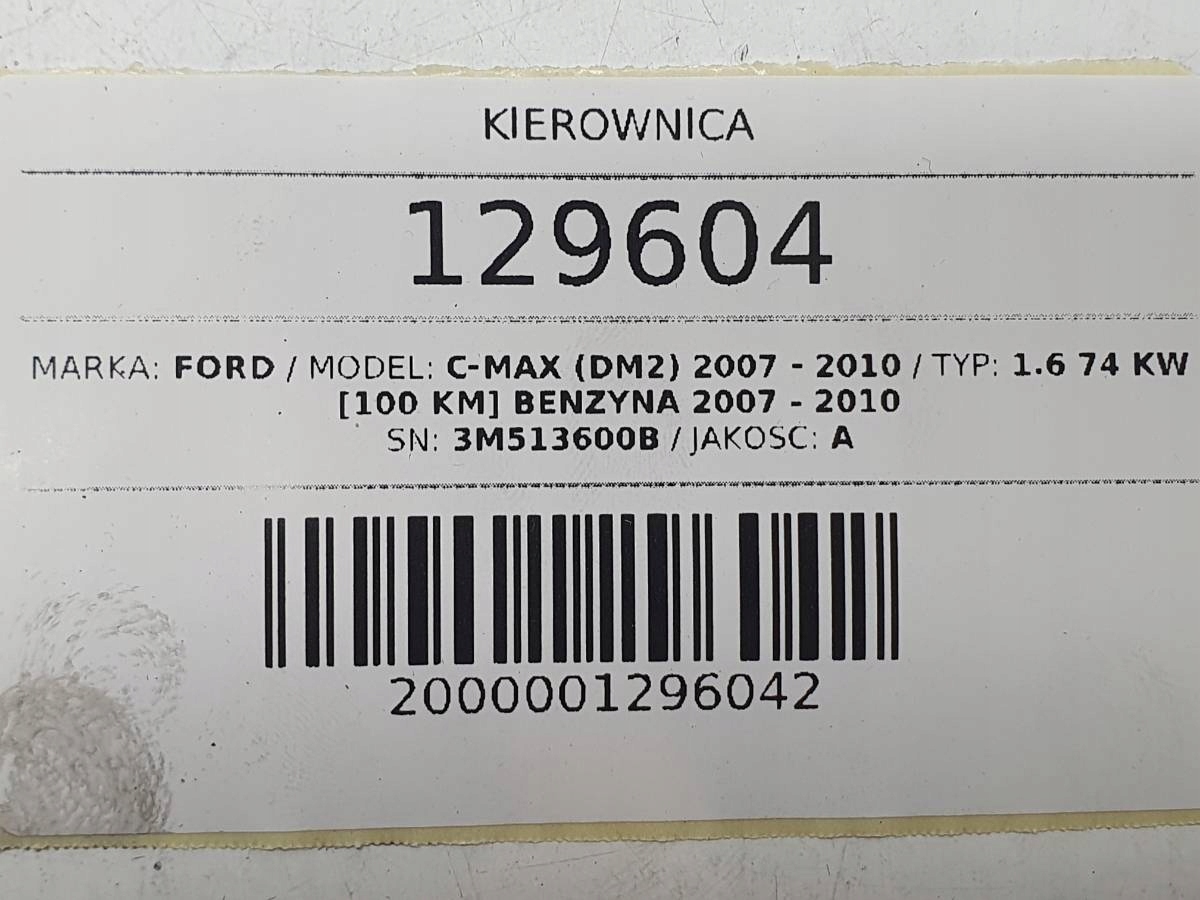 KIEROWNICA
129604
MARKA: FORD / MODEL: C-MAX (DM2) 2007 - 2010 / TYP: 1.6 74 KW
[100 KM] BENZYNA 2007 - 2010
SN: 3M513600B / JAKOSC: A
2000001296042